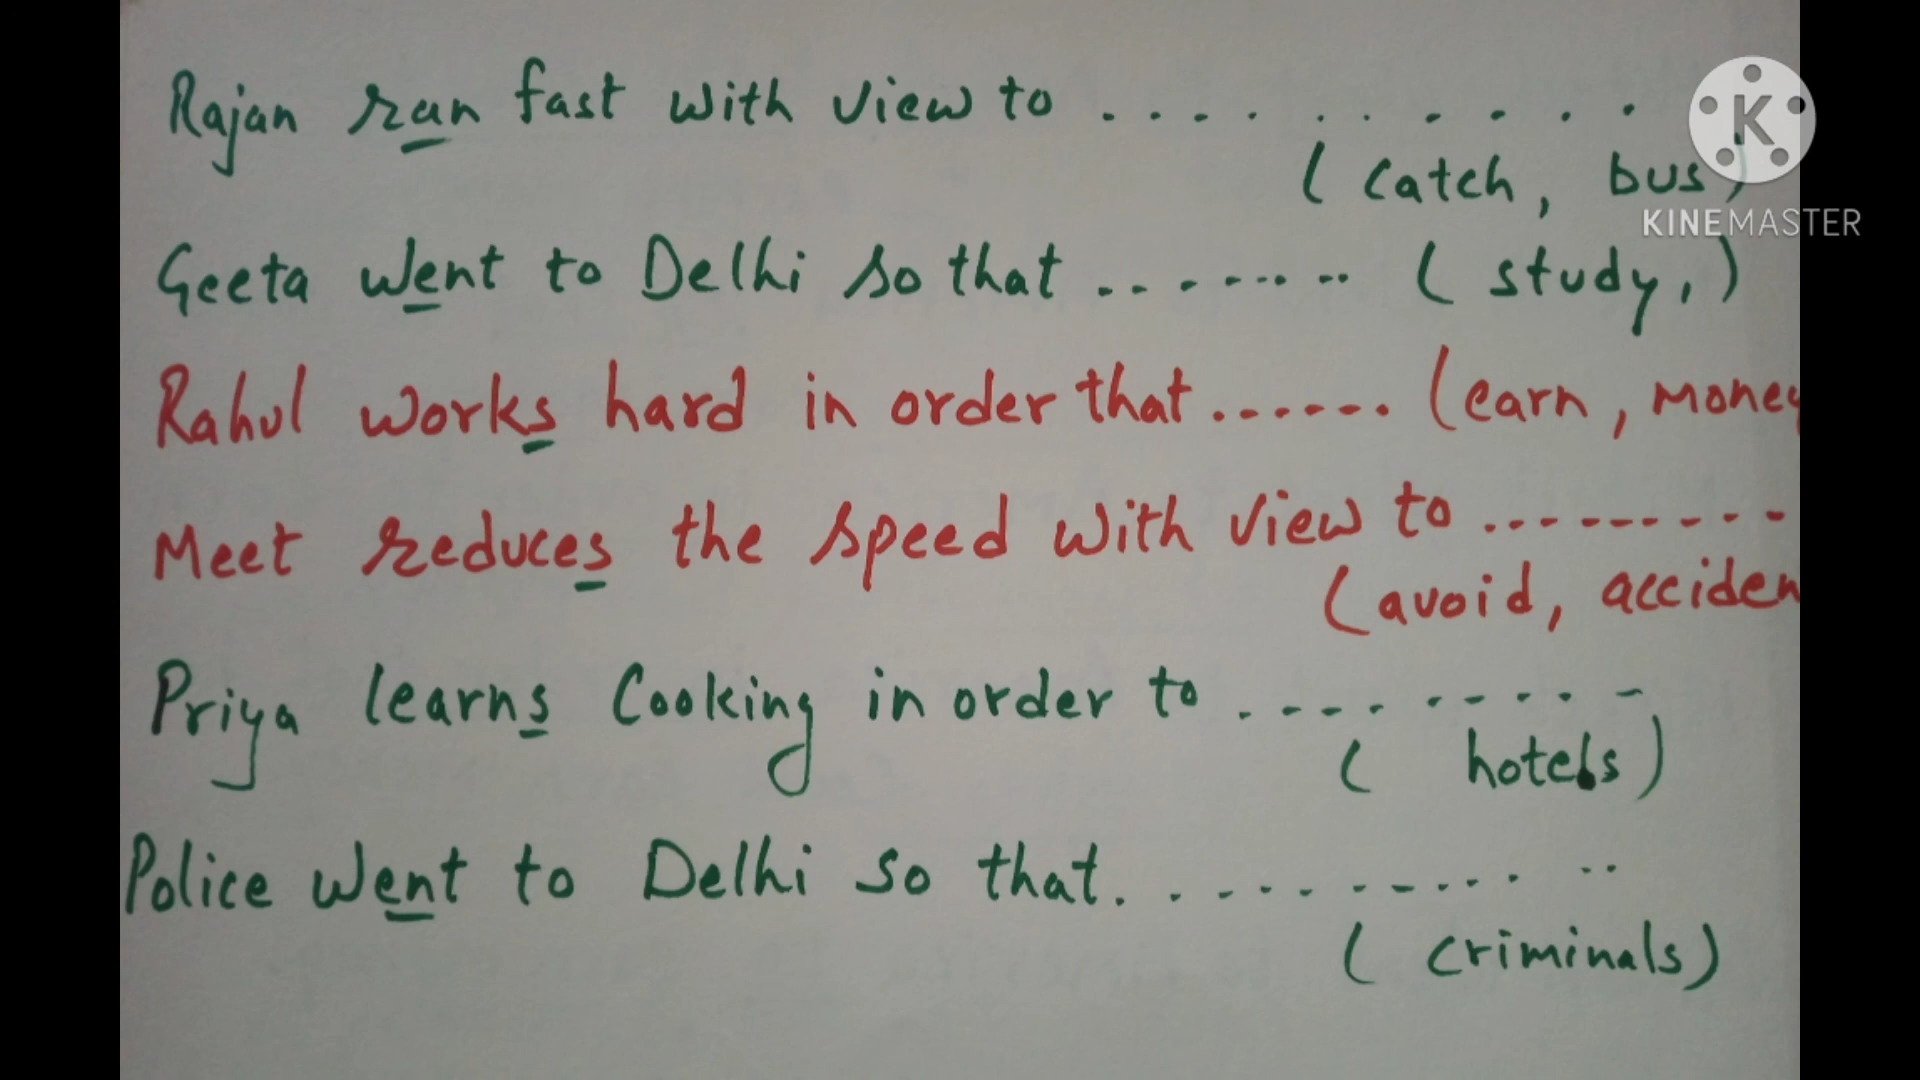 Rajan ran fast with view to ..........
(catch, bus)
Geeta went to Delhi so that ........ (study,)
Rahul works hard in order that ...... (earn, money
Meet reduces the speed with view to .........
(avoid, acciden
Priya learns Cooking in order to .........
( hotels)
Police went to Delhi so that ............
( criminals)
K
KINEMASTER